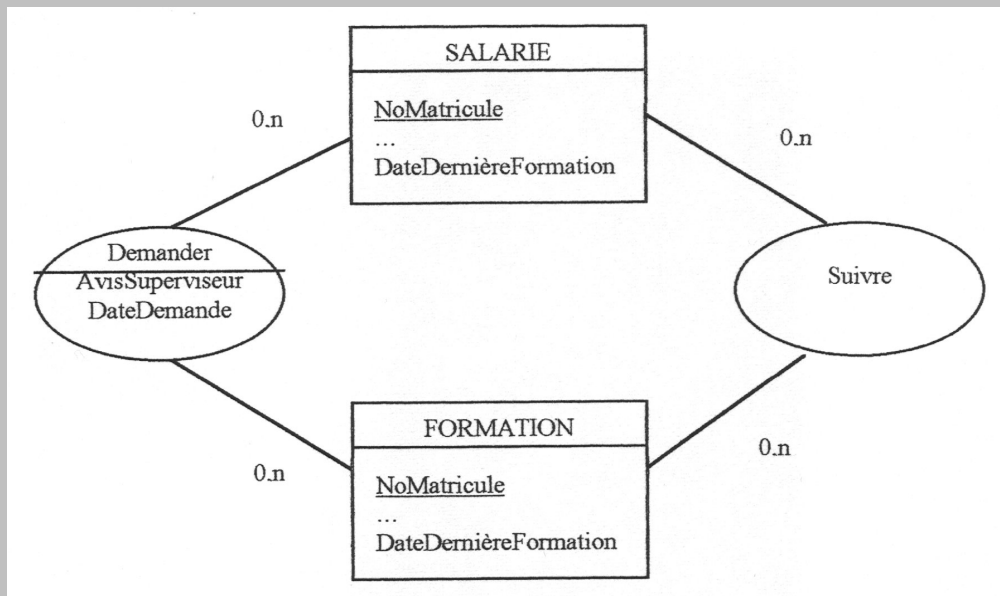 SALARIE
NoMatricule
...
DateDernièreFormation
0.n
0.n
Demander
AvisSuperviseur
DateDemande
Suivre
FORMATION
NoMatricule
...
DateDernièreFormation
0.n
0.n